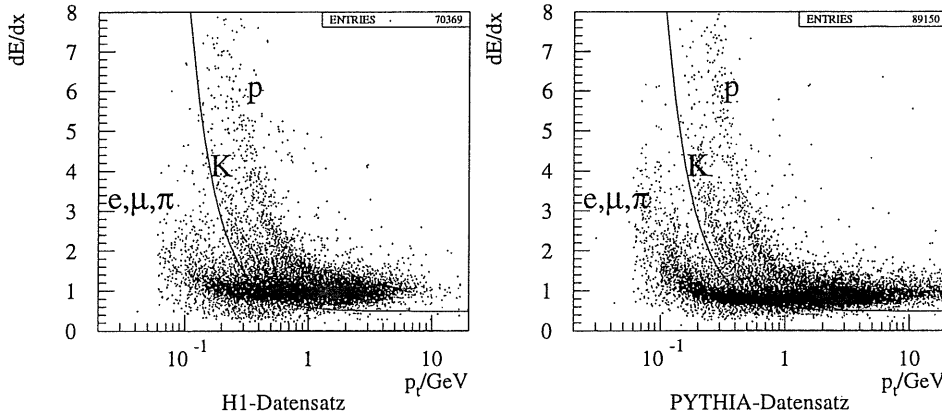 dE/dx
8
7
6
5
4
3
2
1
0
ENTRIES 70369
p
K
e,μ,π
10⁻¹ 1 10
pₜ/GeV
H1-Datensatz
dE/dx
8
7
6
5
4
3
2
1
0
ENTRIES 89150
p
K
e,μ,π
10⁻¹ 1 10
pₜ/GeV
PYTHIA-Datensatz